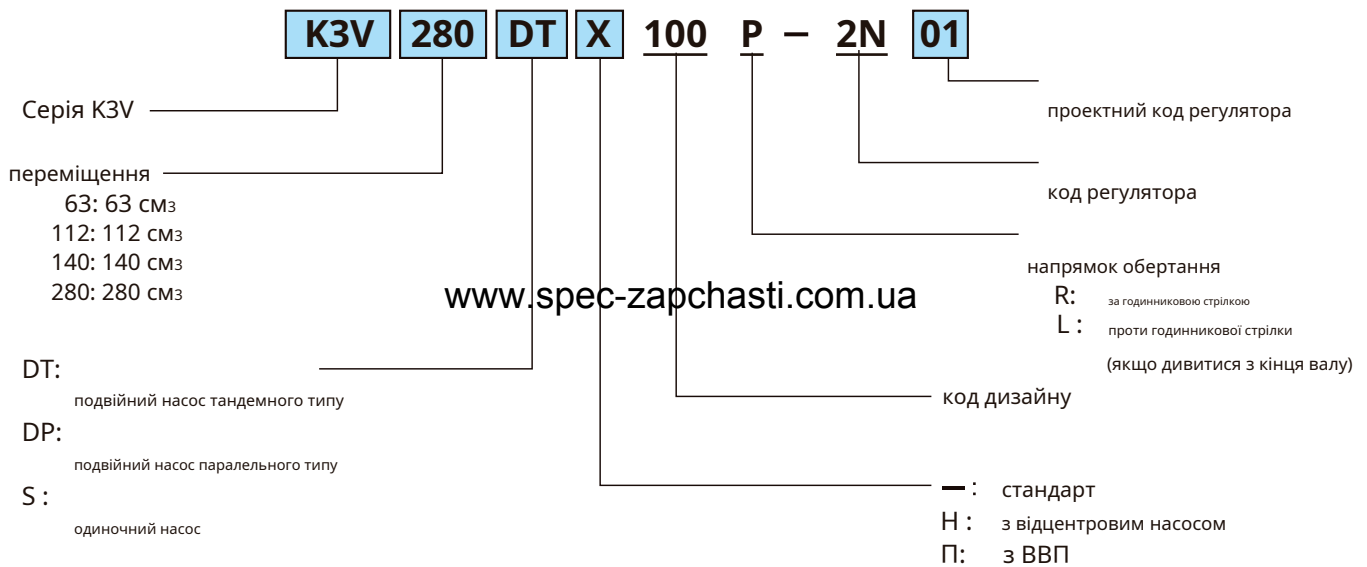 K3V 280 DT X 100 P – 2N 01
Серія K3V
проектний код регулятора
переміщення
63: 63 см3
112: 112 см3
140: 140 см3
280: 280 см3
код регулятора
напрямок обертання
R: за годинниковою стрілкою
L : проти годинникової стрілки
(якщо дивитися з кінця валу)
www.spec-zapchasti.com.ua
DT:
подвійний насос тандемного типу
DP:
подвійний насос паралельного типу
S :
одиночний насос
код дизайну
— : стандарт
Н : з відцентровим насосом
П: з ВВП